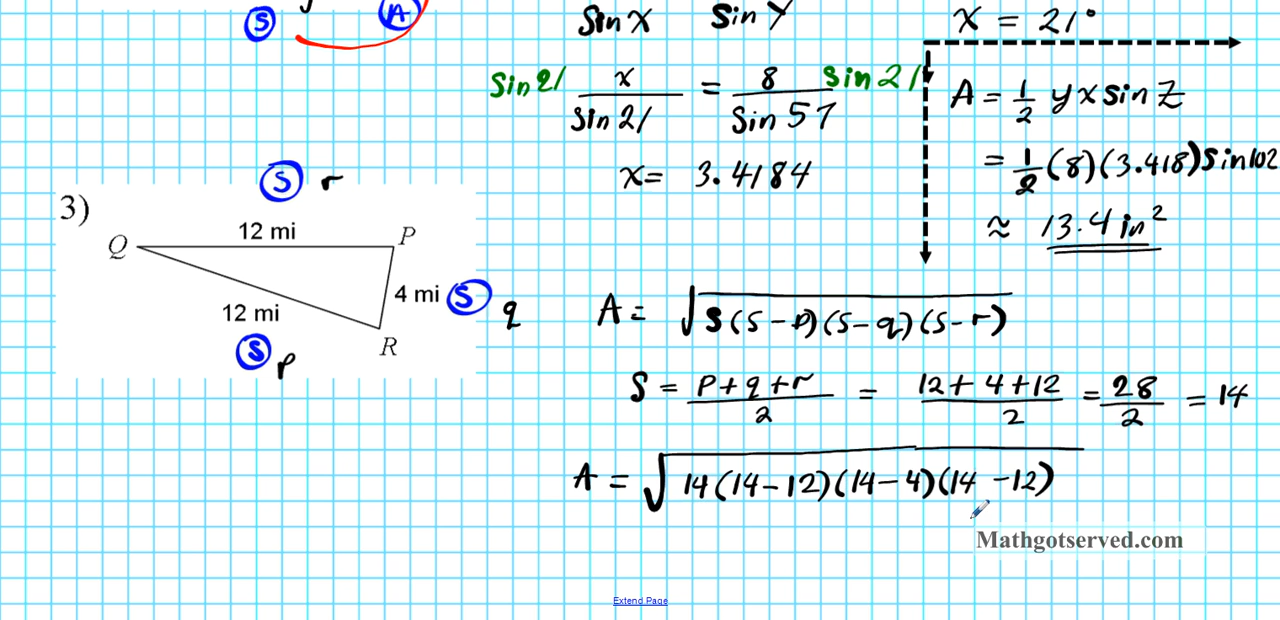 S A
Sin X Sin Y
X = 21°
Sin 21 x/sin 21 = 8/Sin 57 Sin 21
A = 1/2 y x sin Z
= 1/2 (8)(3.418) Sin 102
x = 3.4184
≈ 13.4 in²
S r
3)
12 mi
Q P
4 mi S q
12 mi
R
S p
A = √S(S-p)(S-q)(S-r)
S = p+q+r/2 = 12+4+12/2 = 28/2 = 14
A = √14(14-12)(14-4)(14-12)
Mathgotserved.com
Extend Page